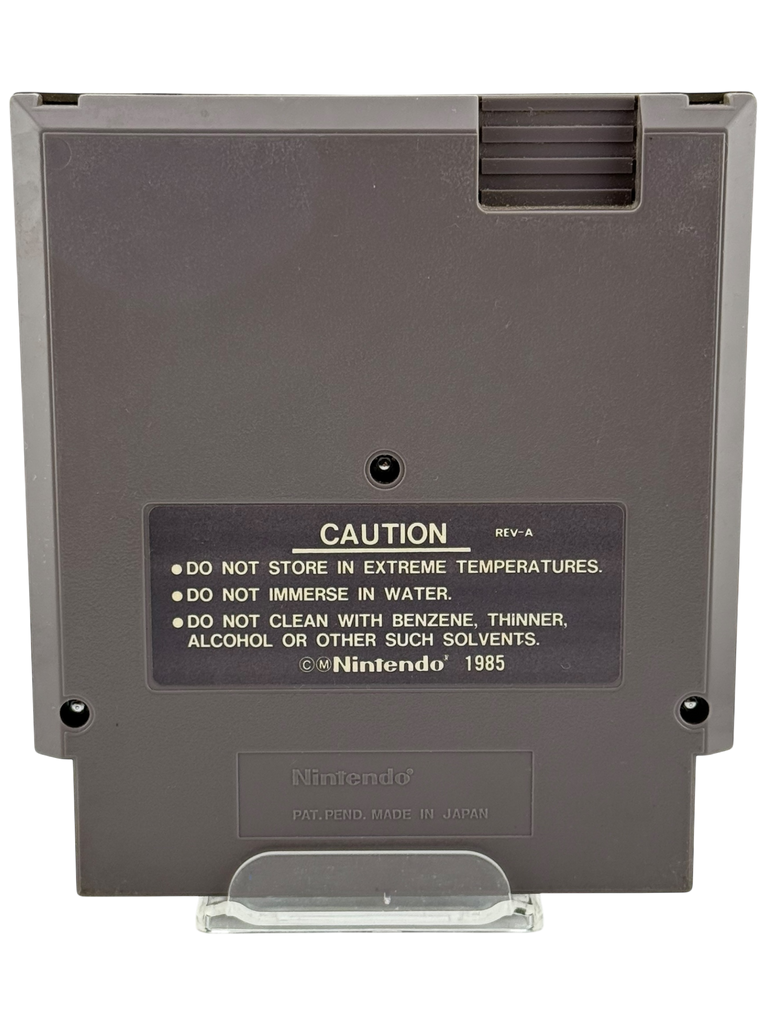 CAUTION REV-A
●DO NOT STORE IN EXTREME TEMPERATURES.
●DO NOT IMMERSE IN WATER.
●DO NOT CLEAN WITH BENZENE, THINNER,
ALCOHOL OR OTHER SUCH SOLVENTS.
©ⓂNintendo® 1985
Nintendo®
PAT. PEND. MADE IN JAPAN